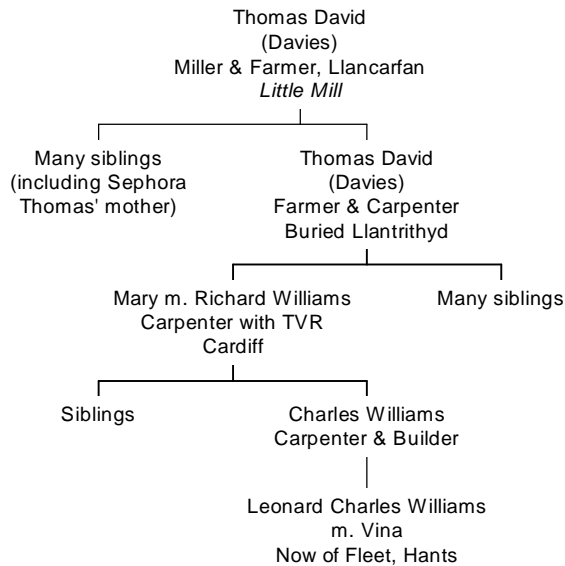 Thomas David
(Davies)
Miller & Farmer, Llancarfan
Little Mill
Many siblings
(including Sephora
Thomas' mother)
Thomas David
(Davies)
Farmer & Carpenter
Buried Llantrithyd
Mary m. Richard Williams
Carpenter with TVR
Cardiff
Many siblings
Siblings
Charles Williams
Carpenter & Builder
Leonard Charles Williams
m. Vina
Now of Fleet, Hants